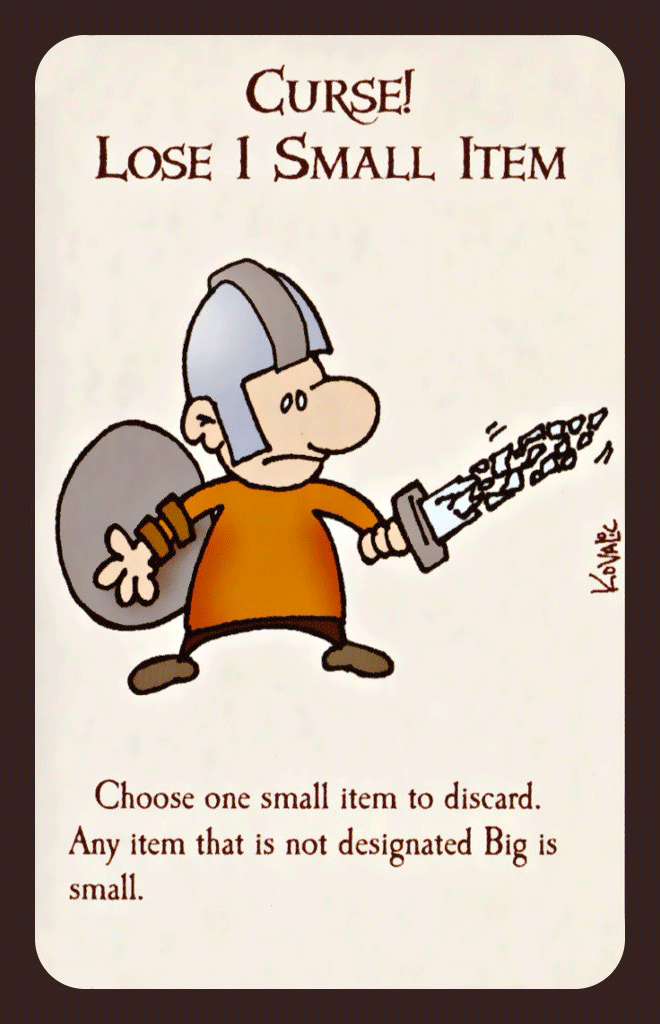 Curse!
Lose 1 Small Item
Kovalic
Choose one small item to discard.
Any item that is not designated Big is
small.